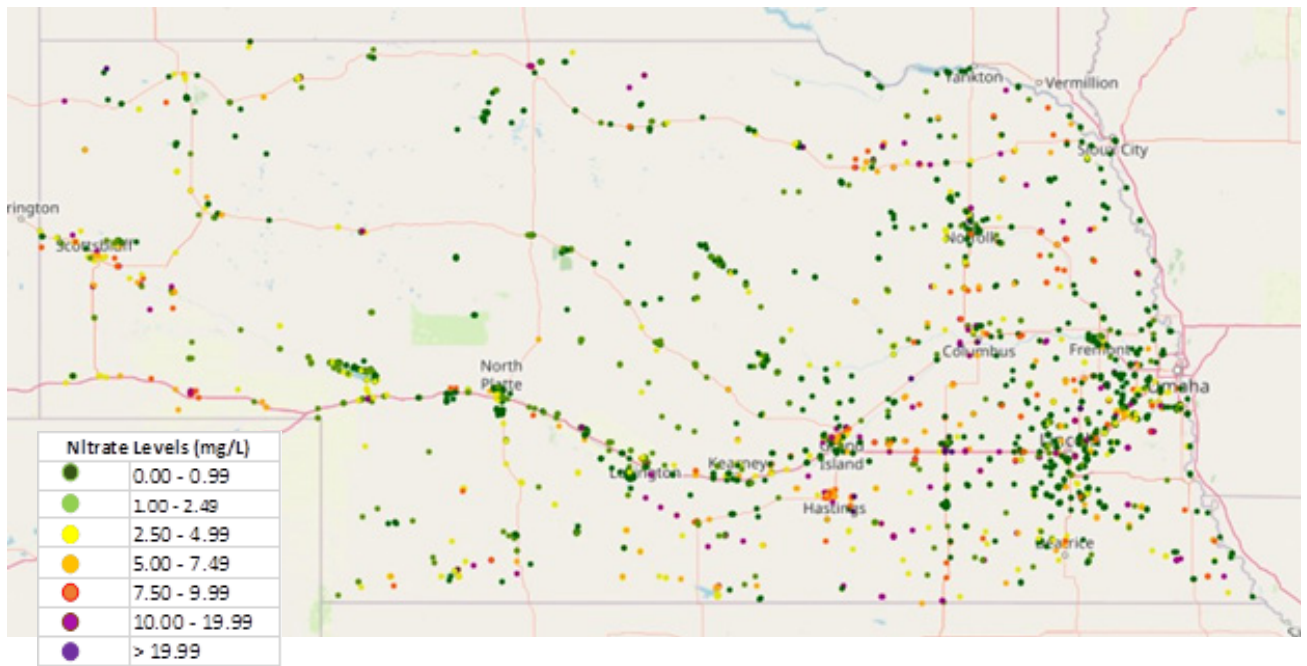 Yankton
Vermillion
Sioux City
rington
Scottsbluff
Norfolk
Columbus
Fremont
North
Platte
Omaha
Lincoln
Grand
Island
Kearney
Lexington
Hastings
Beatrice
Nitrate Levels (mg/L)
0.00 - 0.99
1.00 - 2.49
2.50 - 4.99
5.00 - 7.49
7.50 - 9.99
10.00 - 19.99
> 19.99